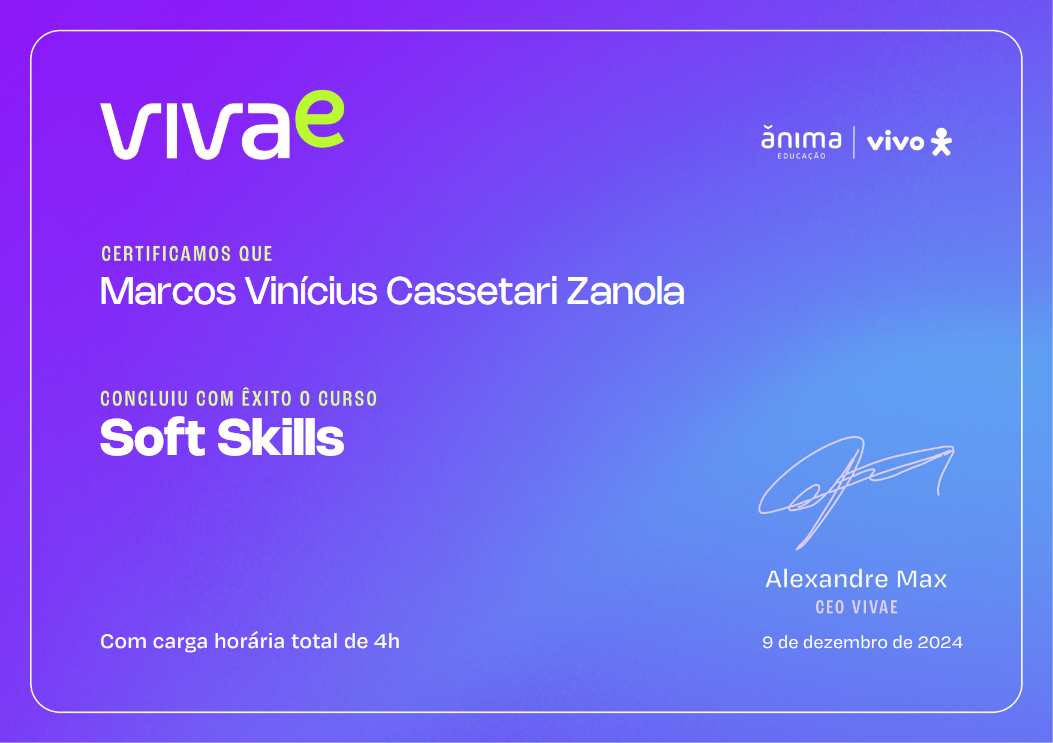 vivae
ănima
EDUCAÇÃO
vivo
CERTIFICAMOS QUE
Marcos Vinícius Cassetari Zanola
CONCLUIU COM ÊXITO O CURSO
Soft Skills
Alexandre Max
CEO VIVAE
Com carga horária total de 4h
9 de dezembro de 2024